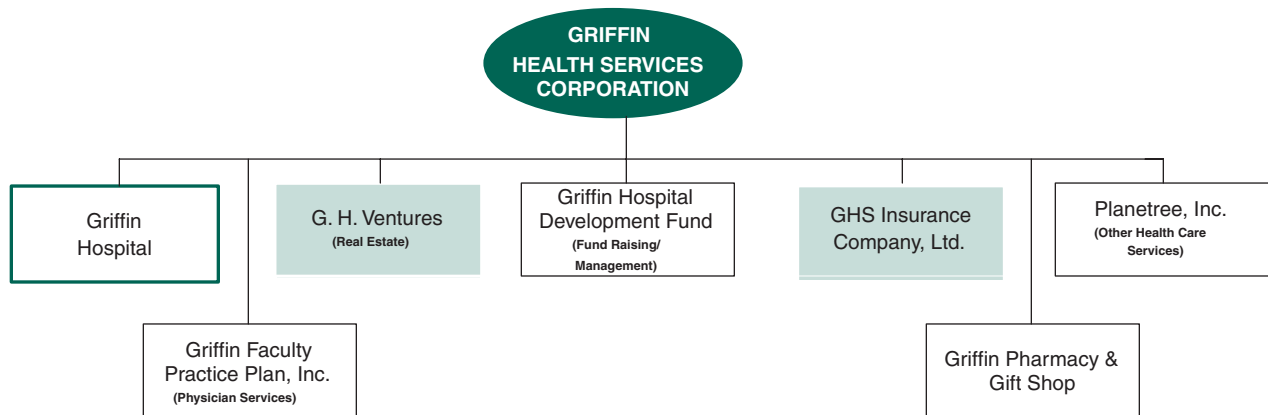 GRIFFIN
HEALTH SERVICES
CORPORATION
Griffin
Hospital
G. H. Ventures
(Real Estate)
Griffin Hospital
Development Fund
(Fund Raising/
Management)
GHS Insurance
Company, Ltd.
Planetree, Inc.
(Other Health Care
Services)
Griffin Faculty
Practice Plan, Inc.
(Physician Services)
Griffin Pharmacy &
Gift Shop